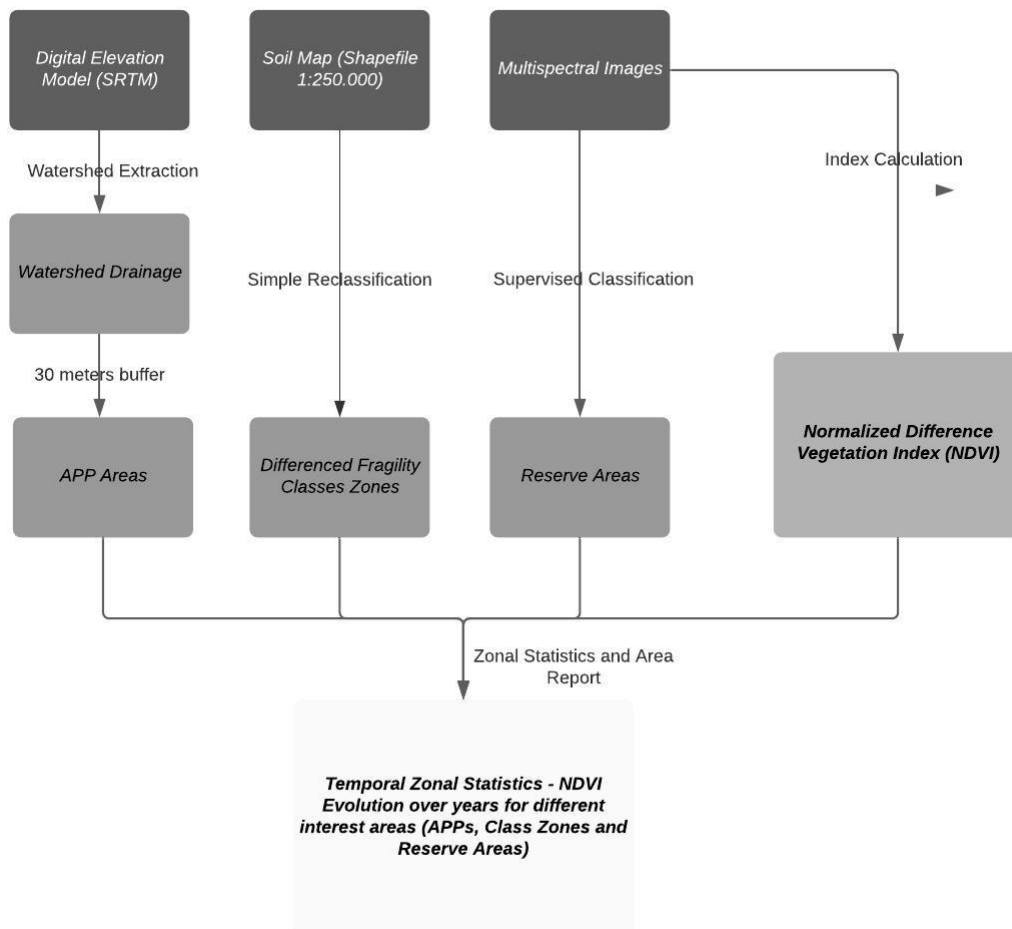 Digital Elevation
Model (SRTM)
Soil Map (Shapefile
1:250.000)
Multispectral Images
Watershed Extraction
Index Calculation
Watershed Drainage
Simple Reclassification
Supervised Classification
30 meters buffer
APP Areas
Differenced Fragility
Classes Zones
Reserve Areas
Normalized Difference
Vegetation Index (NDVI)
Zonal Statistics and Area
Report
Temporal Zonal Statistics - NDVI
Evolution over years for different
interest areas (APPs, Class Zones and
Reserve Areas)